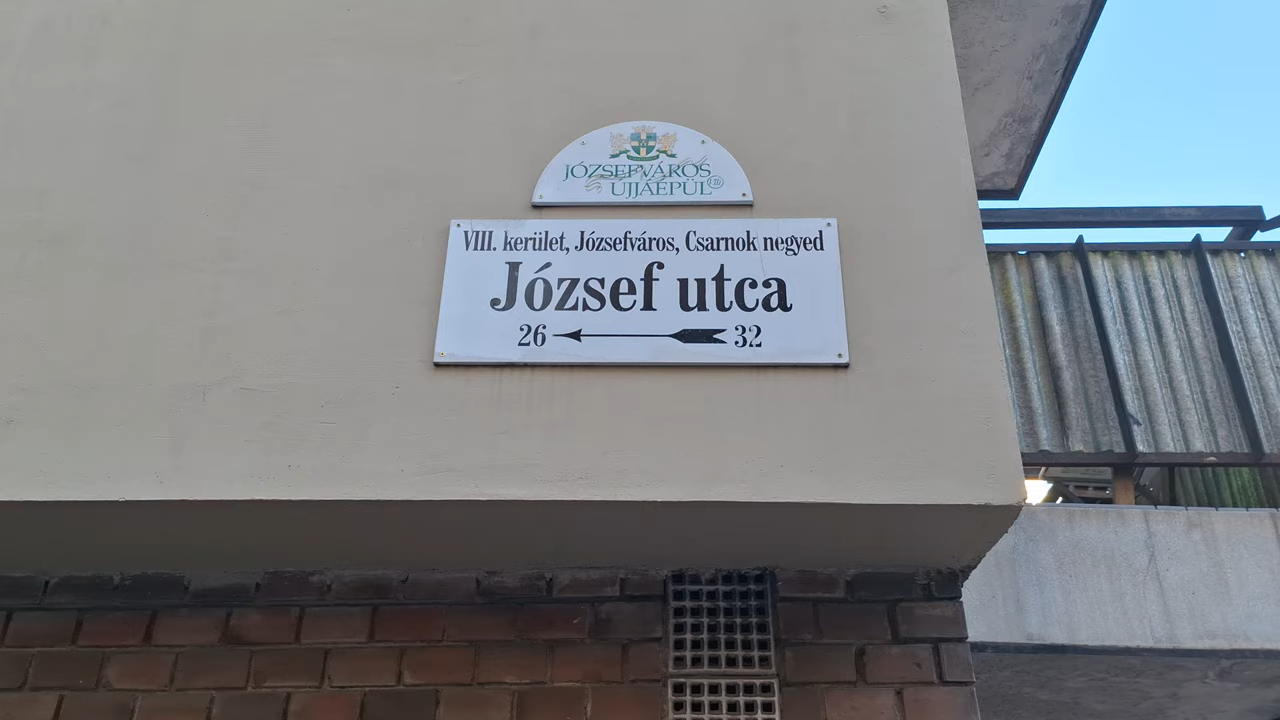 JÓZSEFVÁROS
ÚJJÁÉPÜL
VIII. kerület, Józsefváros, Csarnok negyed
József utca
26 32